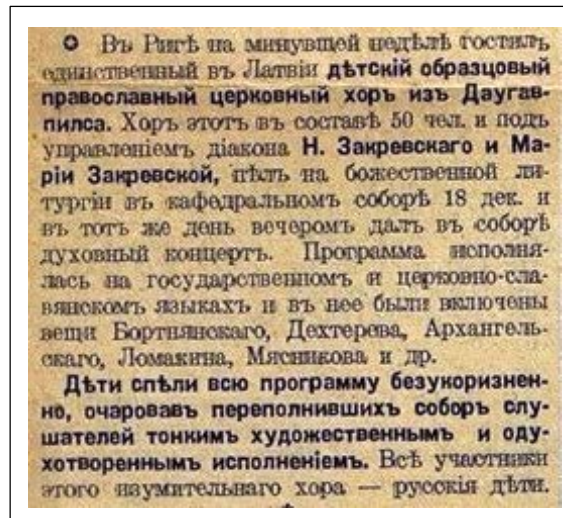 ✪ Въ Ригѣ на минувшей недѣлѣ гостилъ
единственный въ Латвіи дѣтскій образцовый
православный церковный хоръ изъ Даугав-
пилса. Хоръ этотъ въ составѣ 50 чел. и подъ
управленіемъ діакона Н. Закревскаго и Ма-
ріи Закревской, пѣлъ на божественной ли-
тургіи въ кафедральномъ соборѣ 18 дек. и
въ тотъ же день вечеромъ далъ въ соборѣ
духовный концертъ. Программа исполня-
лась на государственномъ и церковно-сла-
вянскомъ языкахъ и въ нее были включены
вещи Бортнянскаго, Дехтерева, Архангель-
скаго, Ломакина, Мясникова и др.
Дѣти спѣли всю программу безукоризнен-
но, очаровавъ переполнившихъ соборъ слу-
шателей тонкимъ художественнымъ и оду-
хотвореннымъ исполненіемъ. Всѣ участники
этого изумительнаго хора — русскія дѣти.